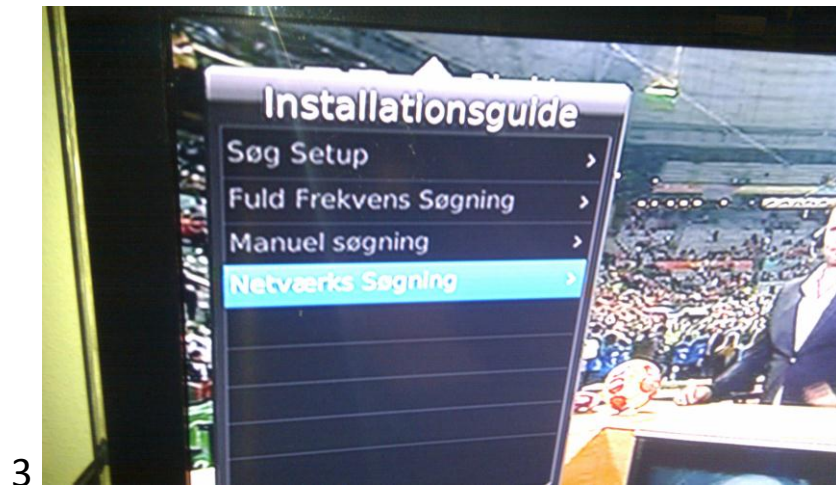 Installationsguide
Søg Setup
Fuld Frekvens Søgning
Manuel søgning
Netværks Søgning
3